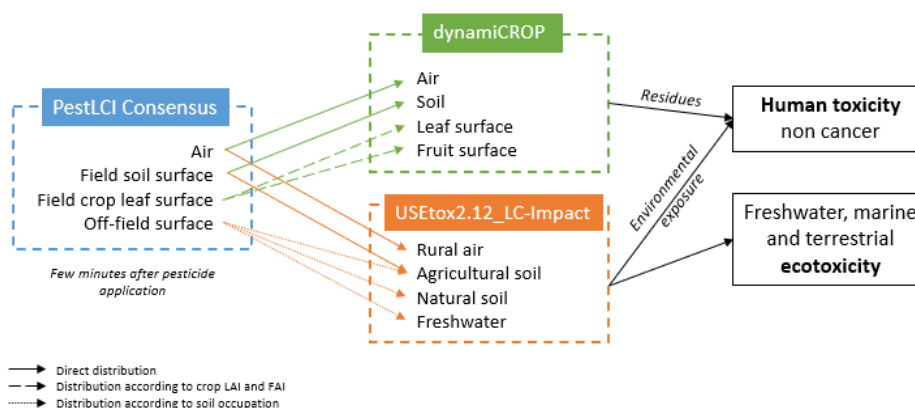 dynamiCROP
PestLCI Consensus
Air
Field soil surface
Field crop leaf surface
Off-field surface
Few minutes after pesticide
application
Air
Soil
Leaf surface
Fruit surface
USEtox2.12_LC-Impact
Rural air
Agricultural soil
Natural soil
Freshwater
Residues
Environmental
exposure
Human toxicity
non cancer
Freshwater, marine
and terrestrial
ecotoxicity
Direct distribution
Distribution according to crop LAI and FAI
Distribution according to soil occupation